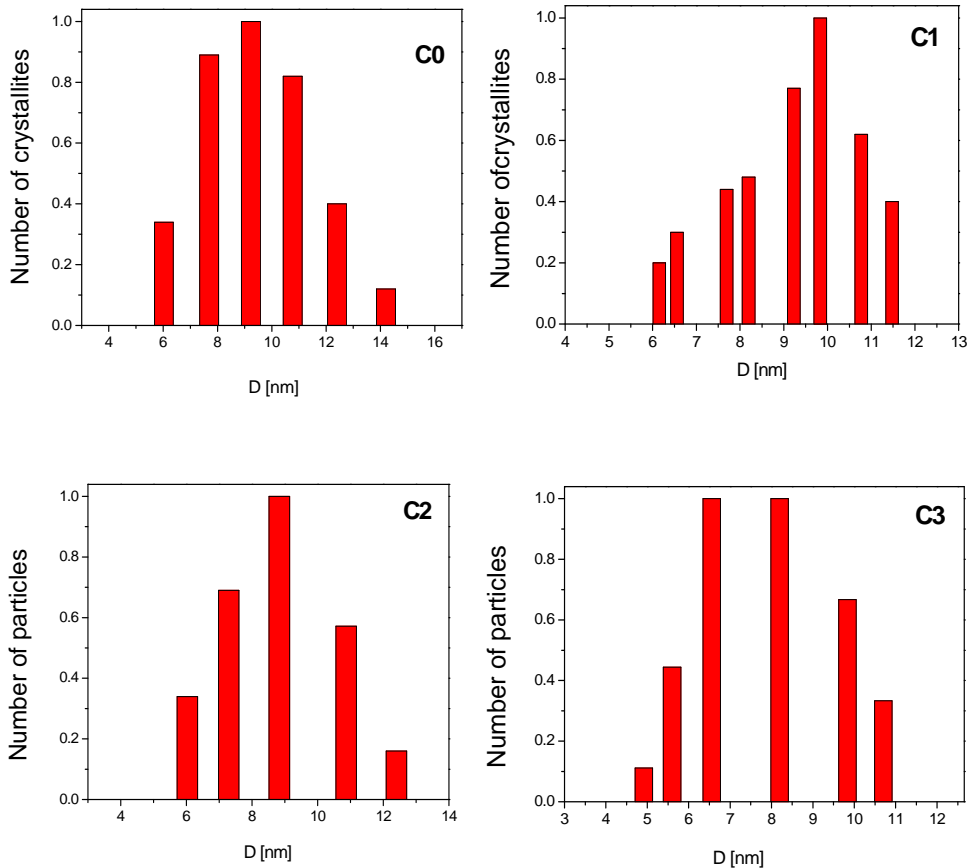 C0
Number of crystallites
1.0
0.8
0.6
0.4
0.2
0.0
4 6 8 10 12 14 16
D [nm]
C1
Number ofcrystallites
1.0
0.8
0.6
0.4
0.2
0.0
4 5 6 7 8 9 10 11 12 13
D [nm]
C2
Number of particles
1.0
0.8
0.6
0.4
0.2
0.0
4 6 8 10 12 14
D [nm]
C3
Number of particles
1.0
0.8
0.6
0.4
0.2
0.0
3 4 5 6 7 8 9 10 11 12
D [nm]